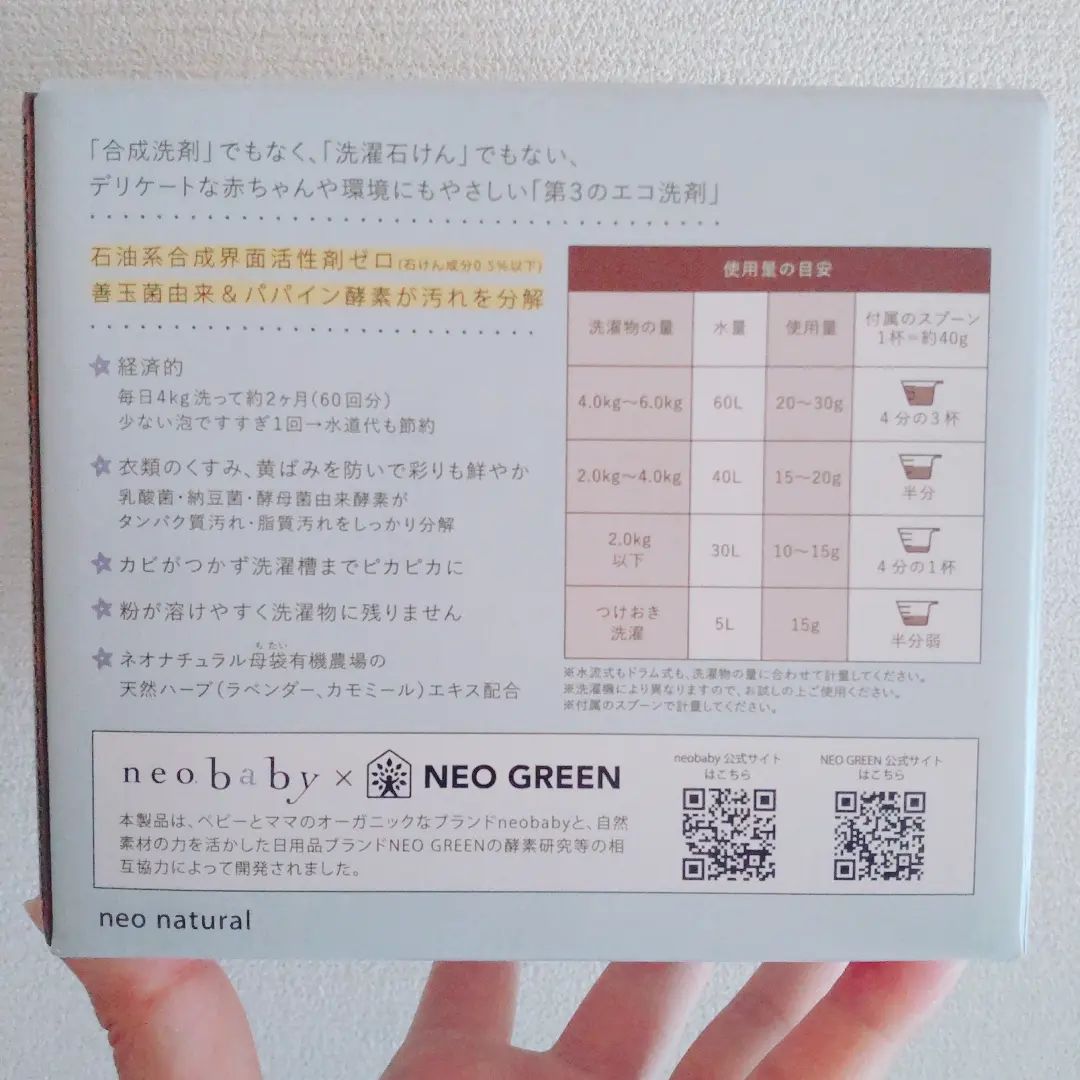 「合成洗剤」でもなく、「洗濯石けん」でもない、
デリケートな赤ちゃんや環境にもやさしい「第3のエコ洗剤」
石油系合成界面活性剤ゼロ(石けん成分0.5%以下)
善玉菌由来&パパイン酵素が汚れを分解
経済的
毎日4kg洗って約2ヶ月(60回分)
少ない泡ですすぎ1回→水道代も節約
衣類のくすみ、黄ばみを防いで彩りも鮮やか
乳酸菌・納豆菌・酵母菌由来酵素が
タンパク質汚れ・脂質汚れをしっかり分解
カビがつかず洗濯槽までピカピカに
粉が溶けやすく洗濯物に残りません
もたい
ネオナチュラル母袋有機農場の
天然ハーブ(ラベンダー、カモミール)エキス配合
使用量の目安
洗濯物の量 水量 使用量 付属のスプーン
1杯=約40g
4.0kg〜6.0kg 60L 20〜30g 4分の3杯
2.0kg〜4.0kg 40L 15〜20g 半分
2.0kg
以下 30L 10〜15g 4分の1杯
つけおき
洗濯 5L 15g 半分弱
※水流式もドラム式も、洗濯物の量に合わせて計量してください。
※洗濯機により異なりますので、お試しの上ご使用ください。
※付属のスプーンで計量してください。
neo baby × NEO GREEN
本製品は、ベビーとママのオーガニックなブランドneobabyと、自然
素材の力を活かした日用品ブランドNEO GREENの酵素研究等の相
互協力によって開発されました。
neobaby 公式サイト
はこちら
NEO GREEN 公式サイト
はこちら
neo natural